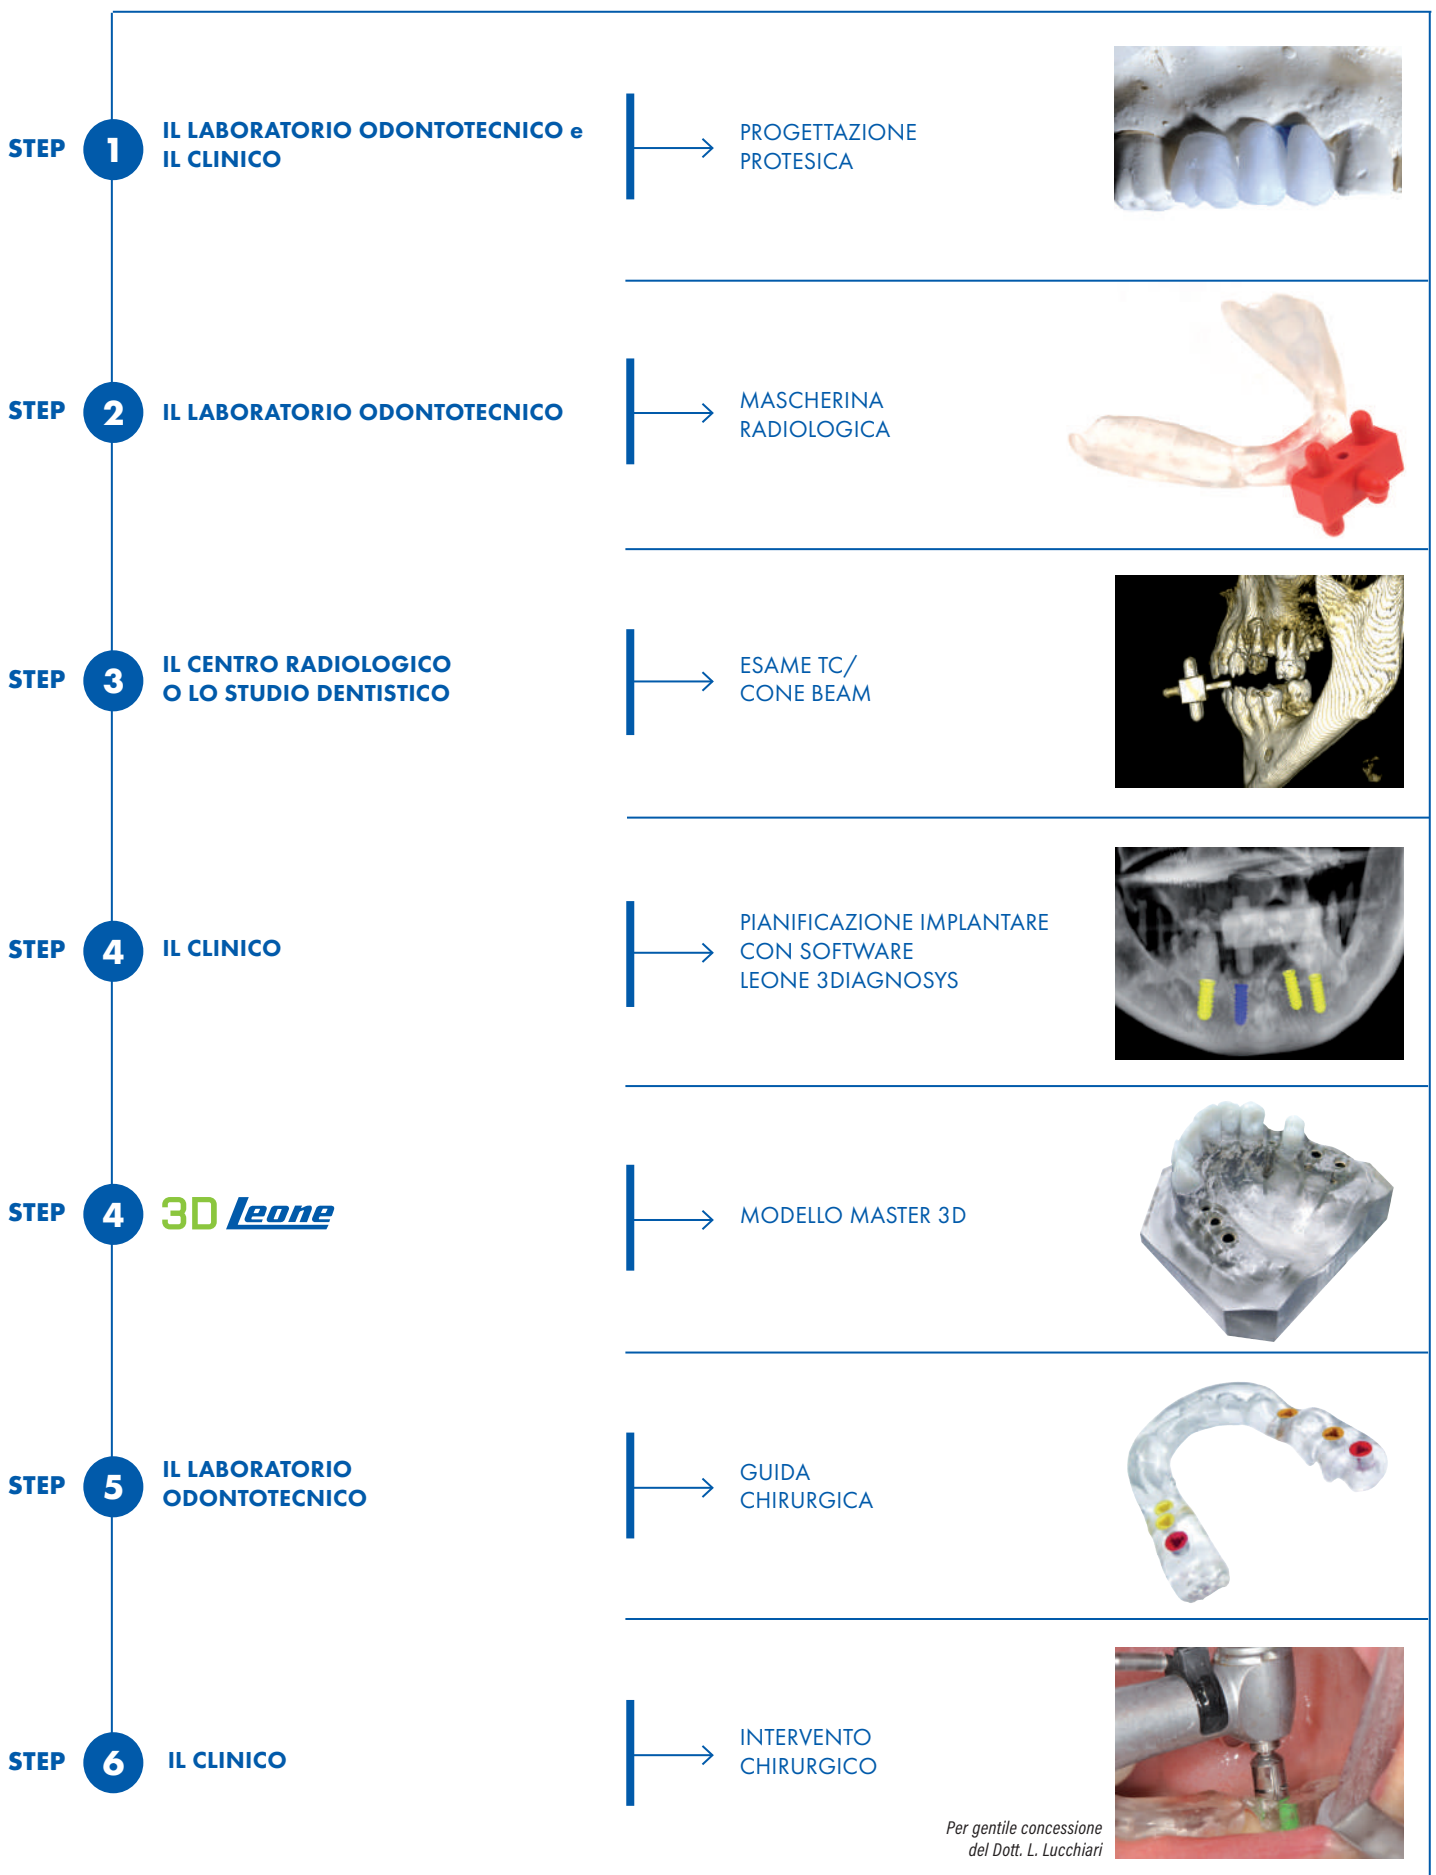 STEP 1
IL LABORATORIO ODONTOTECNICO e
IL CLINICO
PROGETTAZIONE
PROTESICA
STEP 2
IL LABORATORIO ODONTOTECNICO
MASCHERINA
RADIOLOGICA
STEP 3
IL CENTRO RADIOLOGICO
O LO STUDIO DENTISTICO
ESAME TC/
CONE BEAM
STEP 4
IL CLINICO
PIANIFICAZIONE IMPLANTARE
CON SOFTWARE
LEONE 3DIAGNOSYS
STEP 4
3D Leone
MODELLO MASTER 3D
STEP 5
IL LABORATORIO
ODONTOTECNICO
GUIDA
CHIRURGICA
STEP 6
IL CLINICO
INTERVENTO
CHIRURGICO
Per gentile concessione
del Dott. L. Lucchiari